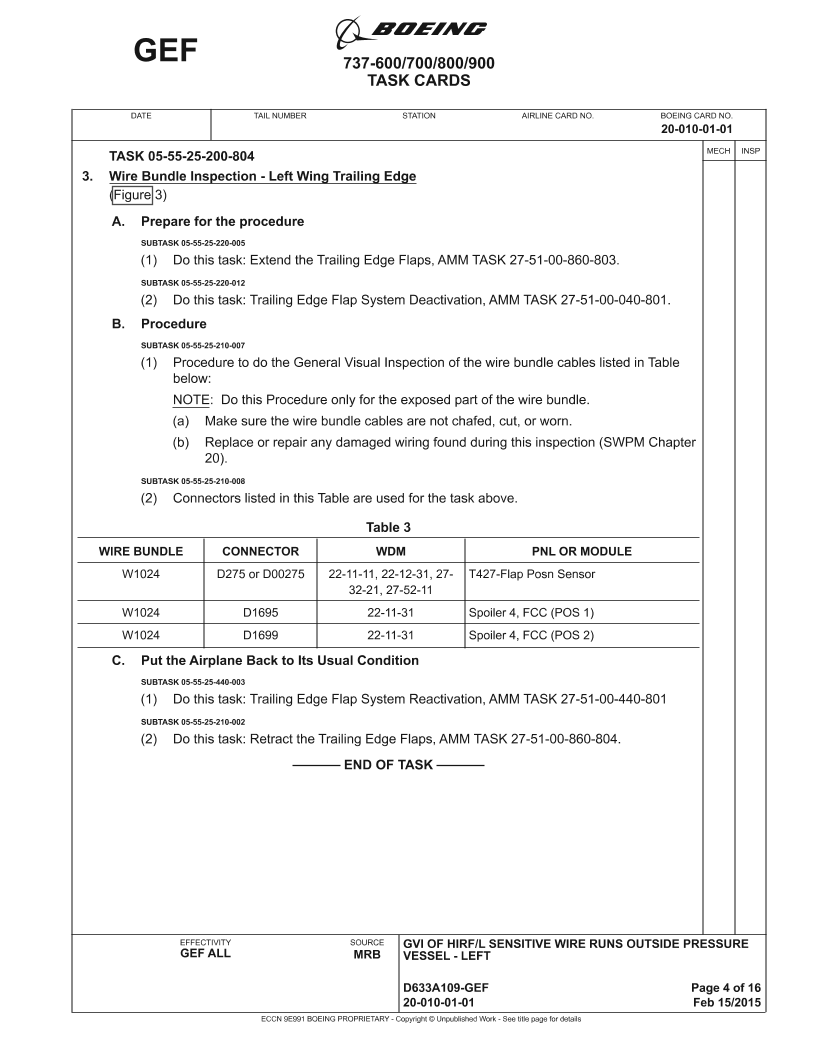 GEF
BOEING
737-600/700/800/900
TASK CARDS
DATE
TAIL NUMBER
STATION
AIRLINE CARD NO.
BOEING CARD NO.
20-010-01-01
MECH
INSP
TASK 05-55-25-200-804
3. Wire Bundle Inspection - Left Wing Trailing Edge
(Figure 3)
A. Prepare for the procedure
SUBTASK 05-55-25-220-005
(1) Do this task: Extend the Trailing Edge Flaps, AMM TASK 27-51-00-860-803.
SUBTASK 05-55-25-220-012
(2) Do this task: Trailing Edge Flap System Deactivation, AMM TASK 27-51-00-040-801.
B. Procedure
SUBTASK 05-55-25-210-007
(1) Procedure to do the General Visual Inspection of the wire bundle cables listed in Table
below:
NOTE: Do this Procedure only for the exposed part of the wire bundle.
(a) Make sure the wire bundle cables are not chafed, cut, or worn.
(b) Replace or repair any damaged wiring found during this inspection (SWPM Chapter
20).
SUBTASK 05-55-25-210-008
(2) Connectors listed in this Table are used for the task above.
Table 3
WIRE BUNDLE CONNECTOR WDM PNL OR MODULE
W1024 D275 or D00275 22-11-11, 22-12-31, 27- T427-Flap Posn Sensor
32-21, 27-52-11
W1024 D1695 22-11-31 Spoiler 4, FCC (POS 1)
W1024 D1699 22-11-31 Spoiler 4, FCC (POS 2)
C. Put the Airplane Back to Its Usual Condition
SUBTASK 05-55-25-440-003
(1) Do this task: Trailing Edge Flap System Reactivation, AMM TASK 27-51-00-440-801
SUBTASK 05-55-25-210-002
(2) Do this task: Retract the Trailing Edge Flaps, AMM TASK 27-51-00-860-804.
———— END OF TASK ————
EFFECTIVITY
GEF ALL
SOURCE
MRB
GVI OF HIRF/L SENSITIVE WIRE RUNS OUTSIDE PRESSURE
VESSEL - LEFT
D633A109-GEF
20-010-01-01
Page 4 of 16
Feb 15/2015
ECCN 9E991 BOEING PROPRIETARY - Copyright © Unpublished Work - See title page for details